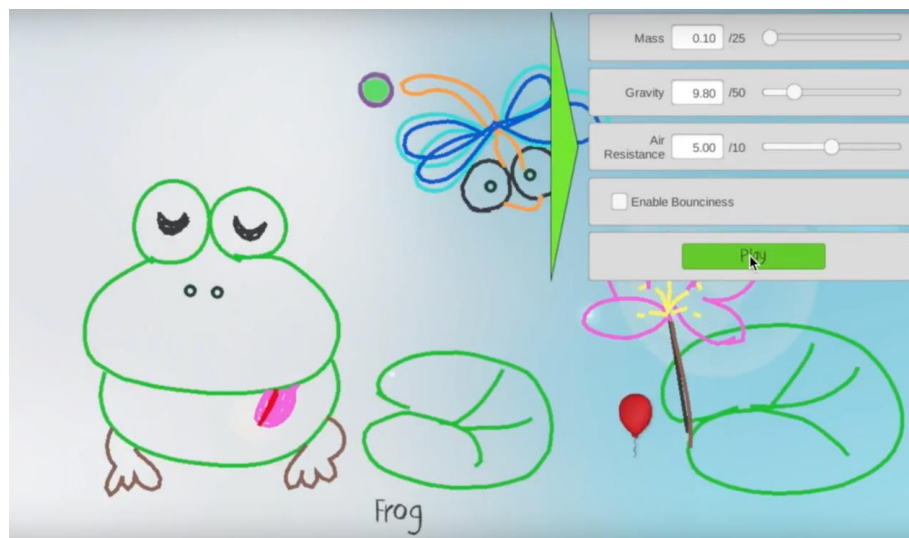 Mass 0.10 /25
Gravity 9.80 /50
Air
Resistance 5.00 /10
Enable Bounciness
Play
Frog